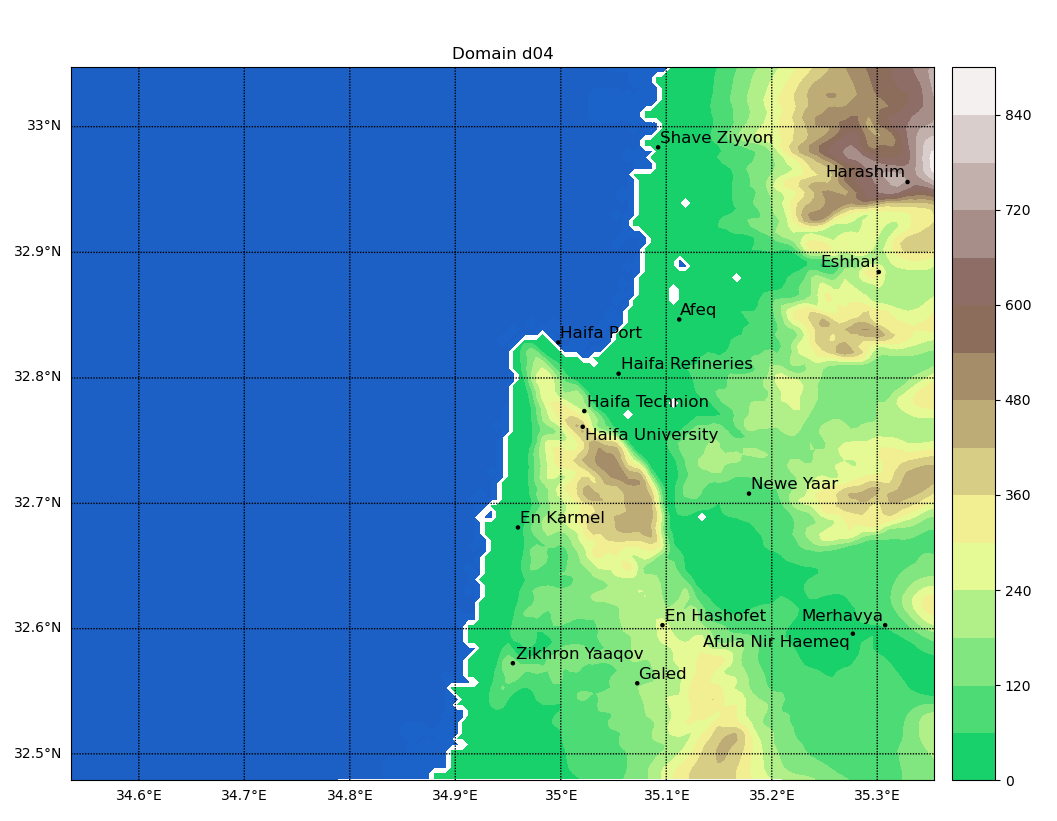 Domain d04
33°N
32.9°N
32.8°N
32.7°N
32.6°N
32.5°N
Shave Ziyyon
Harashim
Eshhar
Afeq
Haifa Port
Haifa Refineries
Haifa Technion
Haifa University
Newe Yaar
En Karmel
En Hashofet
Merhavya
Afula Nir Haemeq
Zikhron Yaaqov
Galed
840
720
600
480
360
240
120
0
34.6°E
34.7°E
34.8°E
34.9°E
35°E
35.1°E
35.2°E
35.3°E